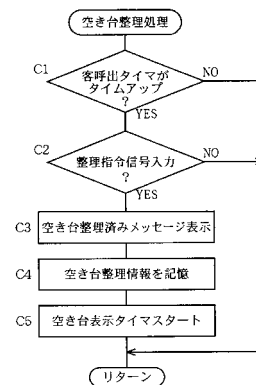 空き台整理処理
C1
客呼出タイマが
タイムアップ
?
NO
YES
C2
整理指令信号入力
?
NO
YES
C3
空き台整理済みメッセージ表示
C4
空き台整理情報を記憶
C5
空き台表示タイマスタート
リターン